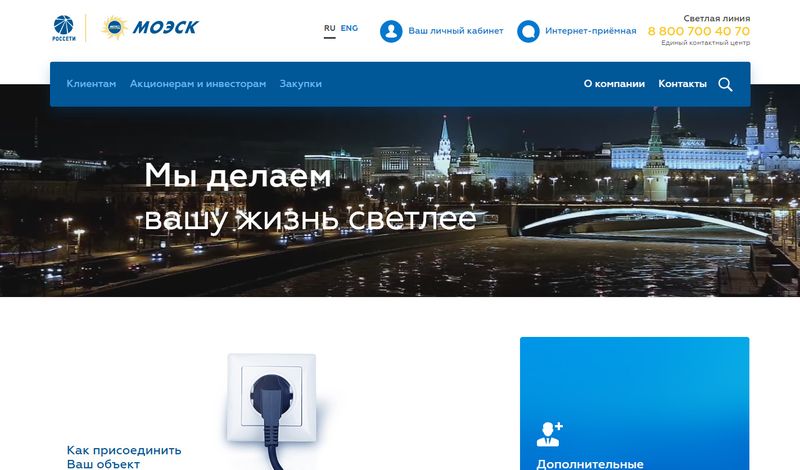 РОССЕТИ
МОЭСК
RU ENG
Ваш личный кабинет
Интернет-приёмная
Светлая линия
8 800 700 40 70
Единый контактный центр
Клиентам Акционерам и инвесторам Закупки О компании Контакты
Мы делаем
вашу жизнь светлее
Как присоединить
Ваш объект
Дополнительные